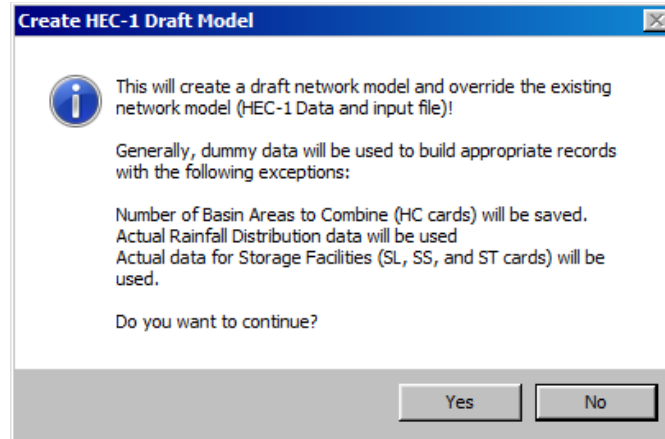 Create HEC-1 Draft Model
This will create a draft network model and override the existing
network model (HEC-1 Data and input file)!
Generally, dummy data will be used to build appropriate records
with the following exceptions:
Number of Basin Areas to Combine (HC cards) will be saved.
Actual Rainfall Distribution data will be used
Actual data for Storage Facilities (SL, SS, and ST cards) will be
used.
Do you want to continue?
Yes
No